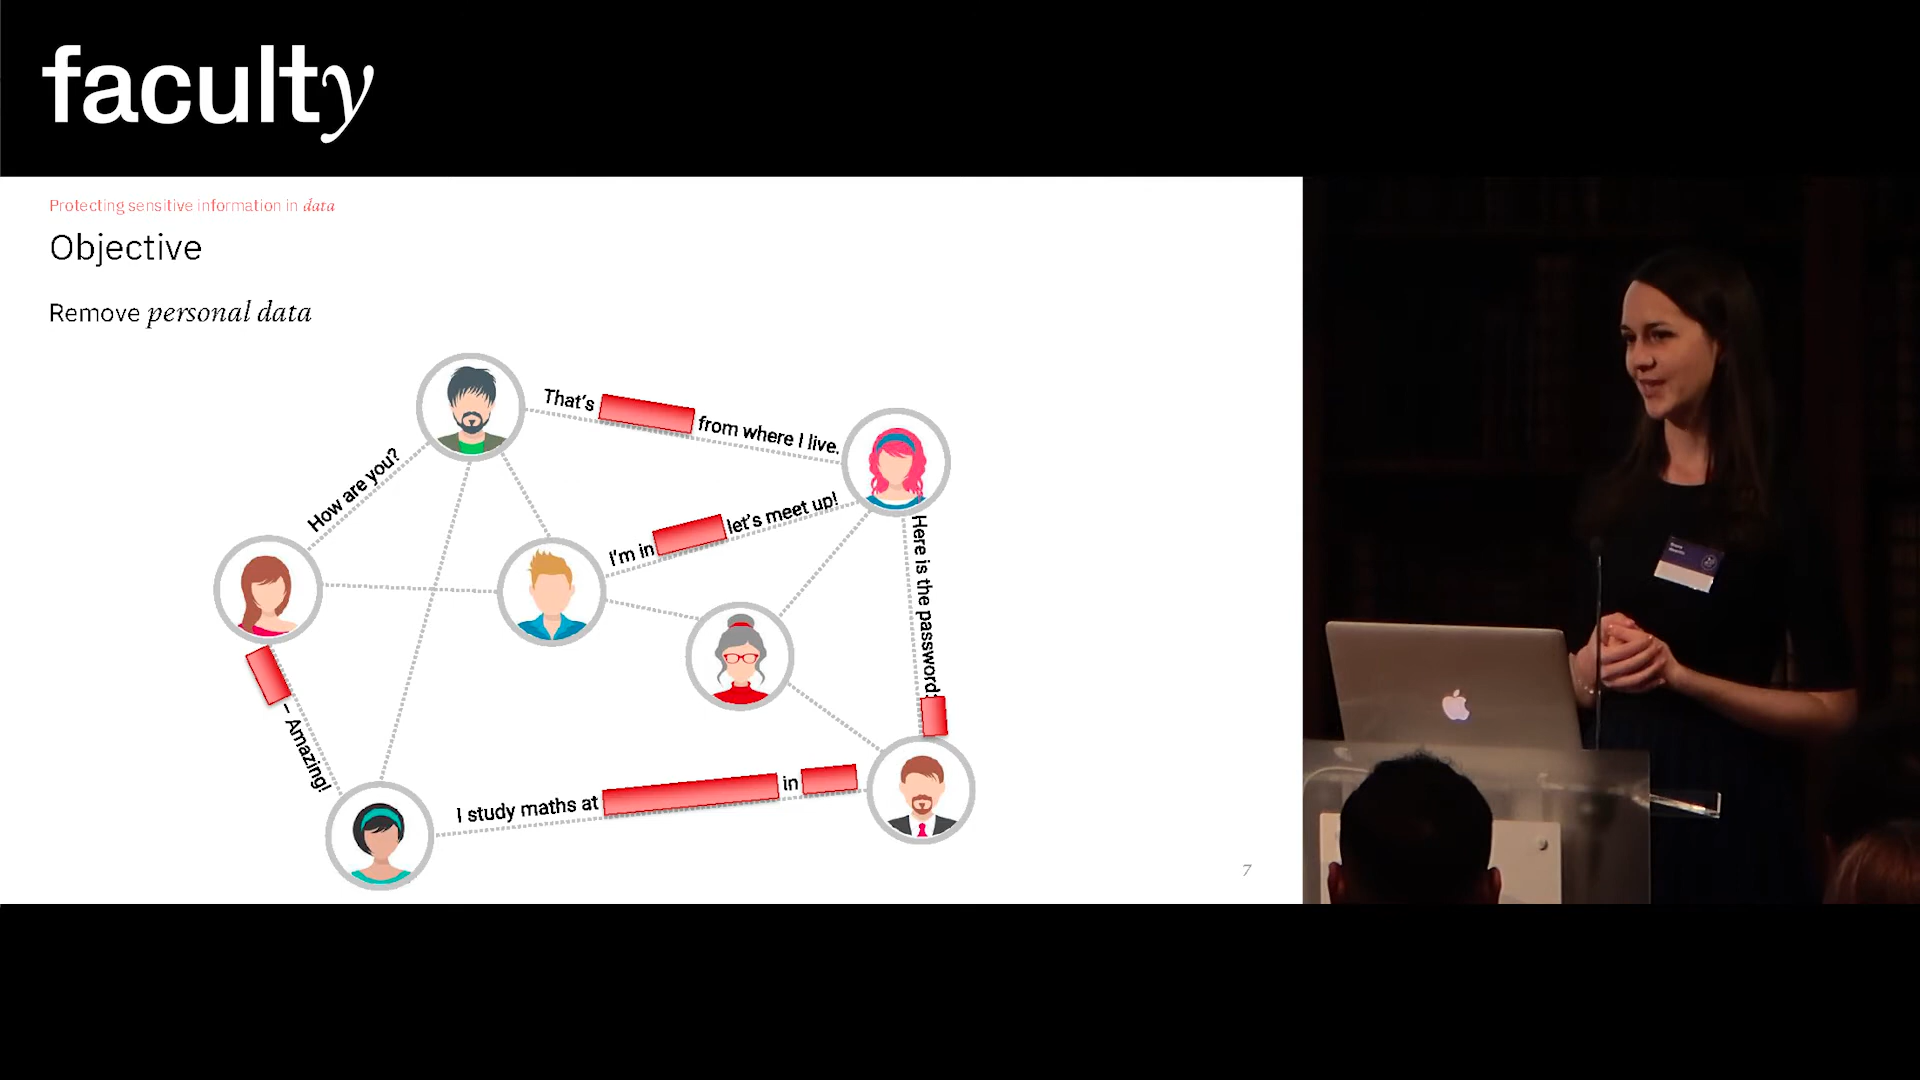 faculty
Protecting sensitive information in data
Objective
Remove personal data
That's
from where I live.
How are you?
I'm in
let's meet up!
Here is the password:
– Amazing!
I study maths at
in
7